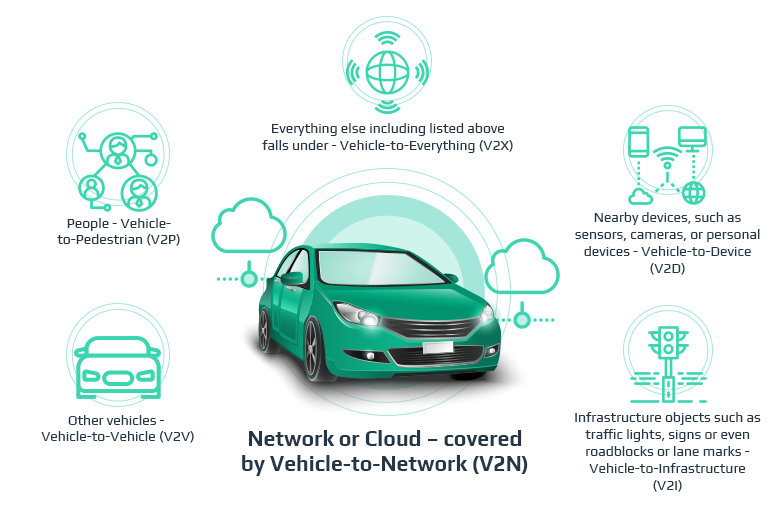 Everything else including listed above
falls under - Vehicle-to-Everything (V2X)
People - Vehicle-
to-Pedestrian (V2P)
Nearby devices, such as
sensors, cameras, or personal
devices - Vehicle-to-Device
(V2D)
Other vehicles -
Vehicle-to-Vehicle (V2V)
Network or Cloud – covered
by Vehicle-to-Network (V2N)
Infrastructure objects such as
traffic lights, signs or even
roadblocks or lane marks -
Vehicle-to-Infrastructure
(V2I)